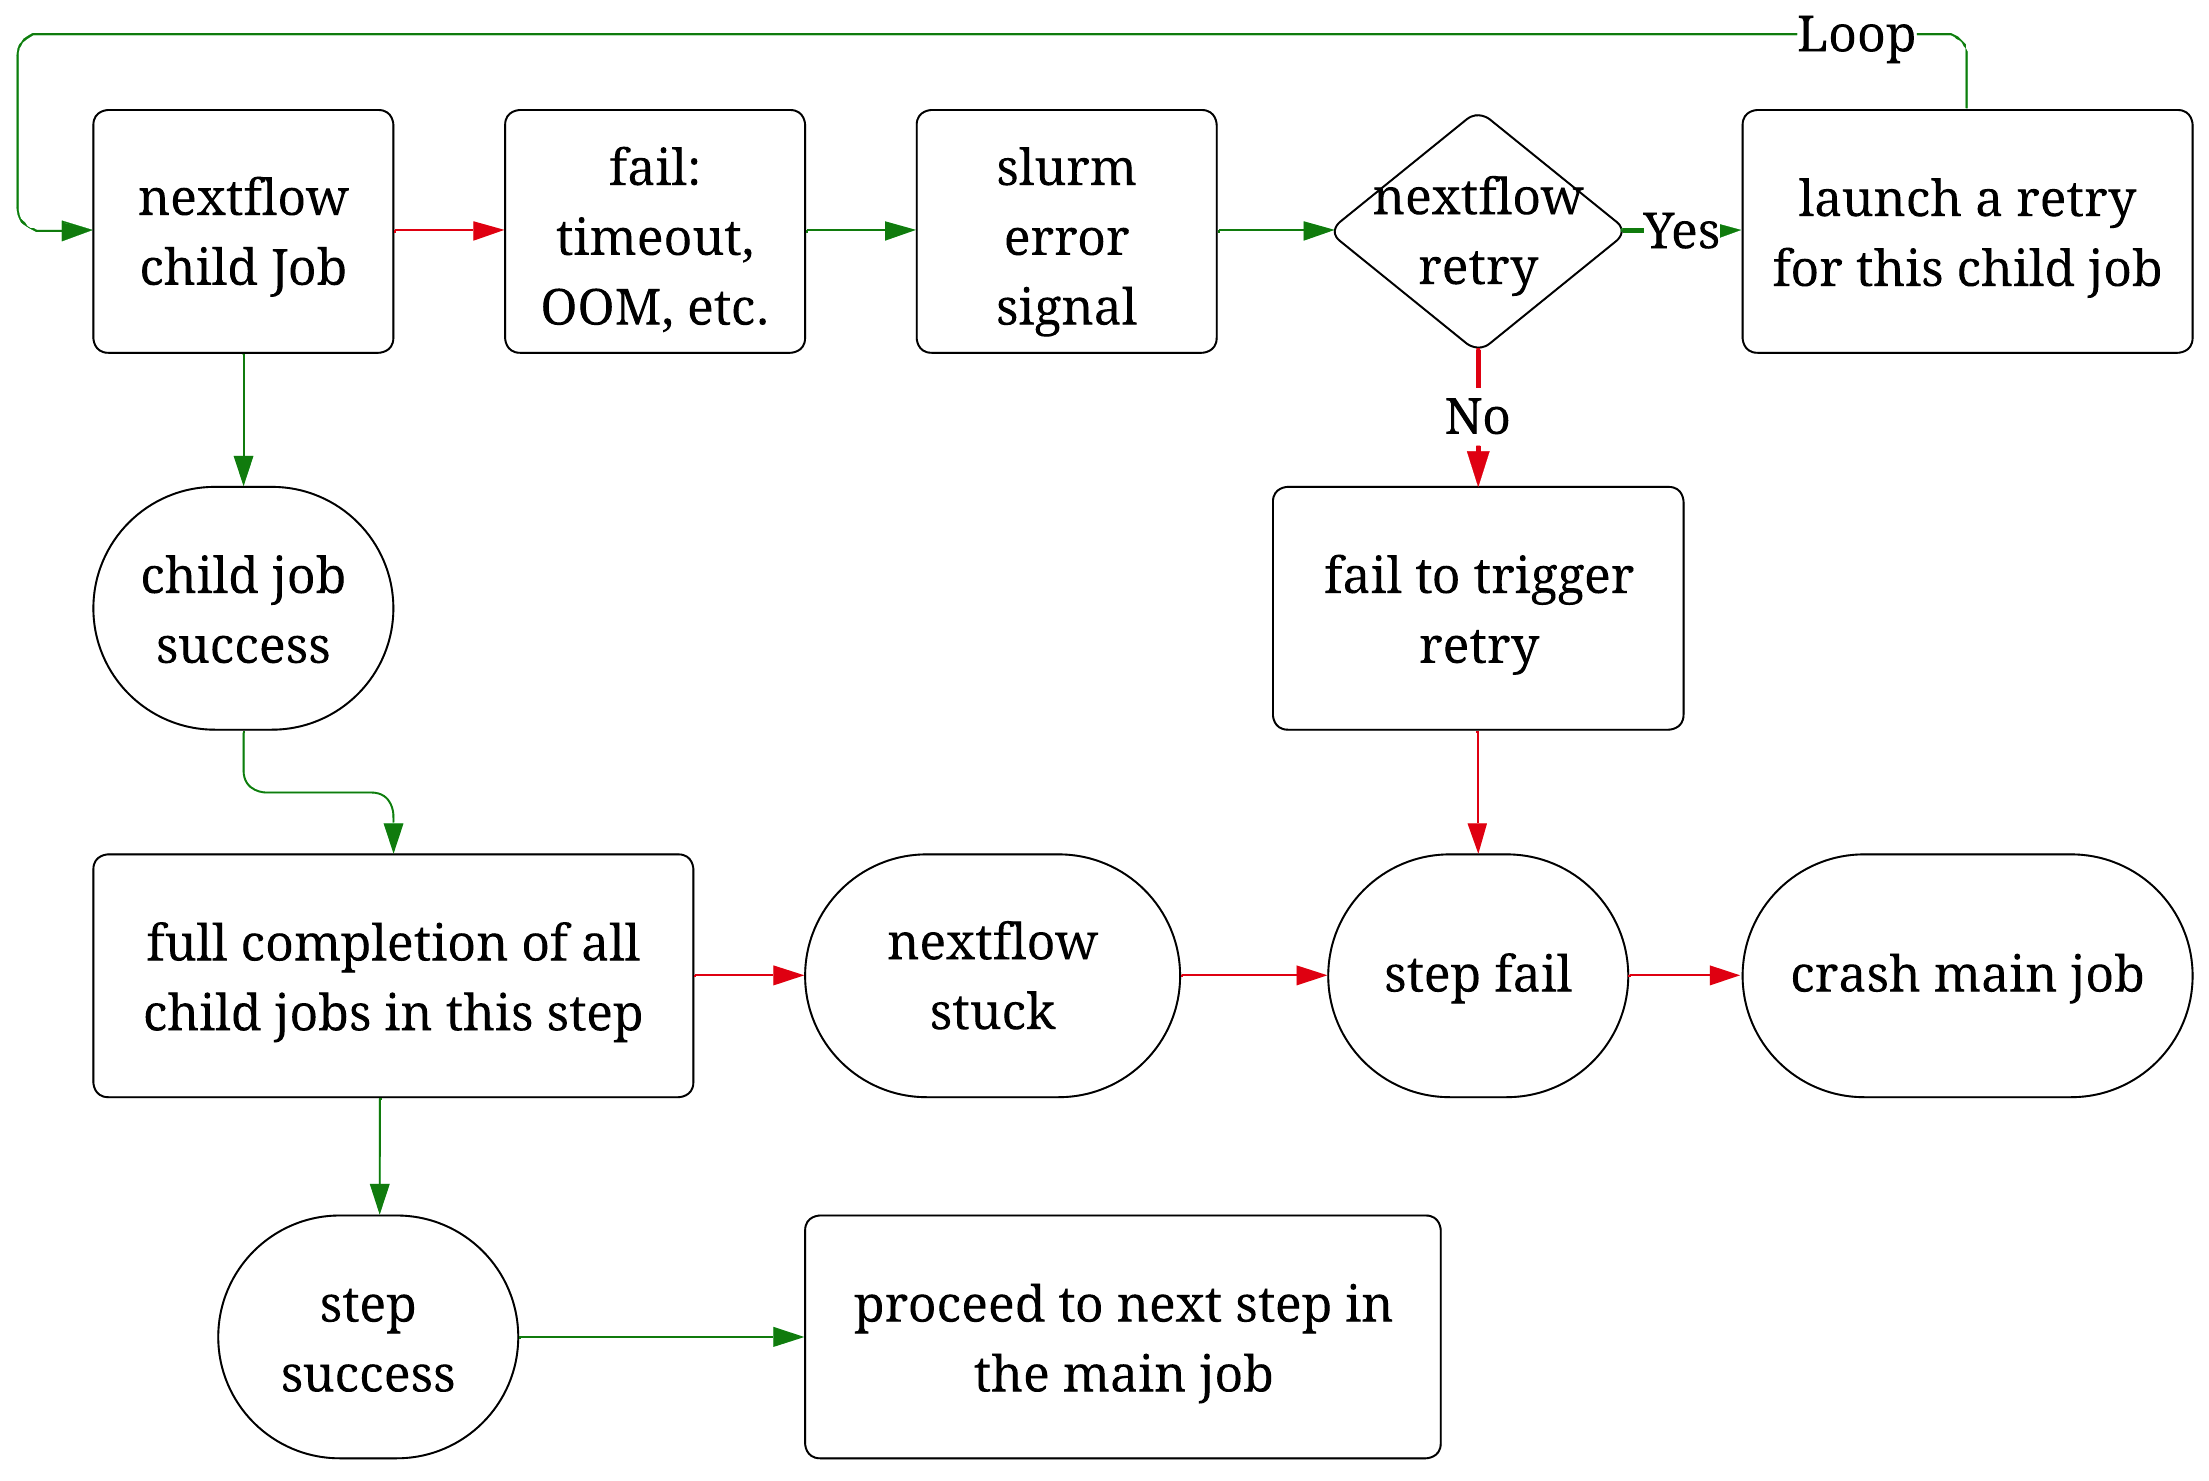 Loop
nextflow
child Job
fail:
timeout,
OOM, etc.
slurm
error
signal
nextflow
retry
Yes
launch a retry
for this child job
No
child job
success
fail to trigger
retry
full completion of all
child jobs in this step
nextflow
stuck
step fail
crash main job
step
success
proceed to next step in
the main job